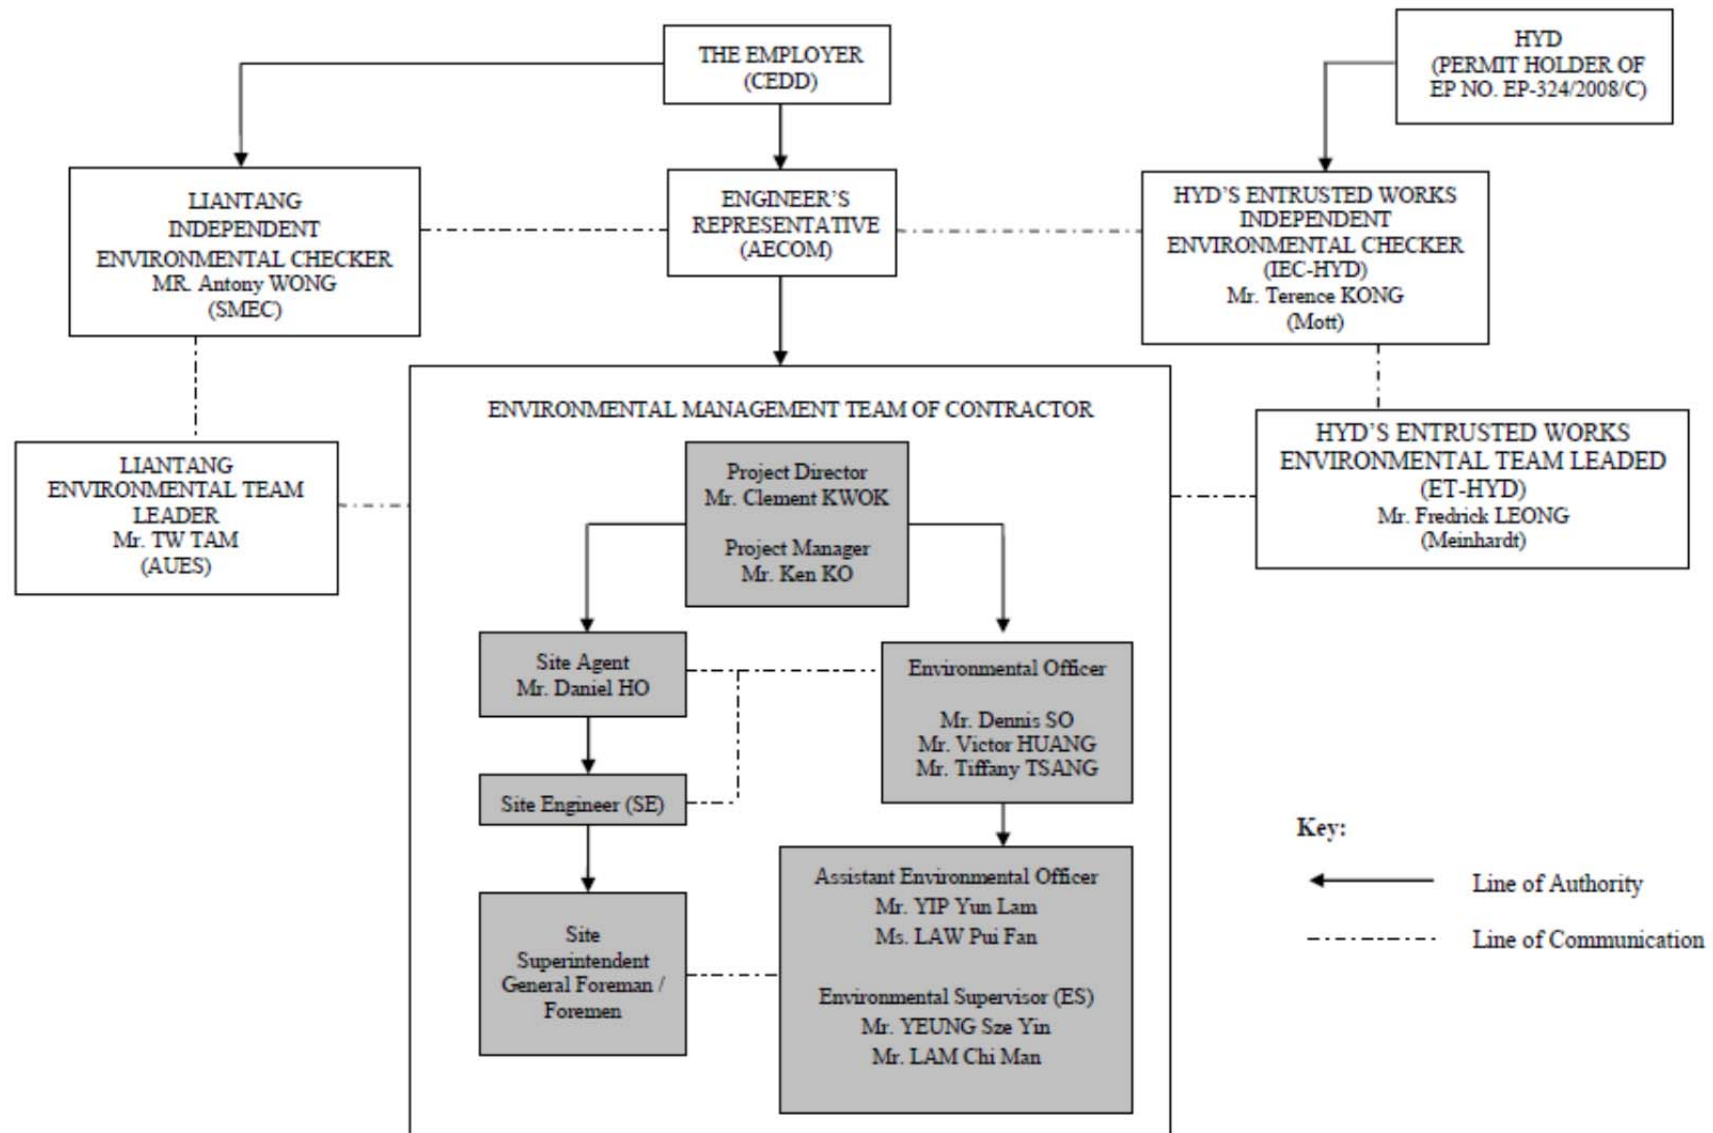 THE EMPLOYER
(CEDD)
HYD
(PERMIT HOLDER OF
EP NO. EP-324/2008/C)
LIANTANG
INDEPENDENT
ENVIRONMENTAL CHECKER
MR. Antony WONG
(SMEC)
ENGINEER’S
REPRESENTATIVE
(AECOM)
HYD’S ENTRUSTED WORKS
INDEPENDENT
ENVIRONMENTAL CHECKER
(IEC-HYD)
Mr. Terence KONG
(Mott)
LIANTANG
ENVIRONMENTAL TEAM
LEADER
Mr. TW TAM
(AUES)
ENVIRONMENTAL MANAGEMENT TEAM OF CONTRACTOR
HYD’S ENTRUSTED WORKS
ENVIRONMENTAL TEAM LEADED
(ET-HYD)
Mr. Fredrick LEONG
(Meinhardt)
Project Director
Mr. Clement KWOK
Project Manager
Mr. Ken KO
Site Agent
Mr. Daniel HO
Environmental Officer
Mr. Dennis SO
Mr. Victor HUANG
Mr. Tiffany TSANG
Site Engineer (SE)
Site
Superintendent
General Foreman /
Foremen
Assistant Environmental Officer
Mr. YIP Yun Lam
Ms. LAW Pui Fan
Environmental Supervisor (ES)
Mr. YEUNG Sze Yin
Mr. LAM Chi Man
Key:
Line of Authority
Line of Communication